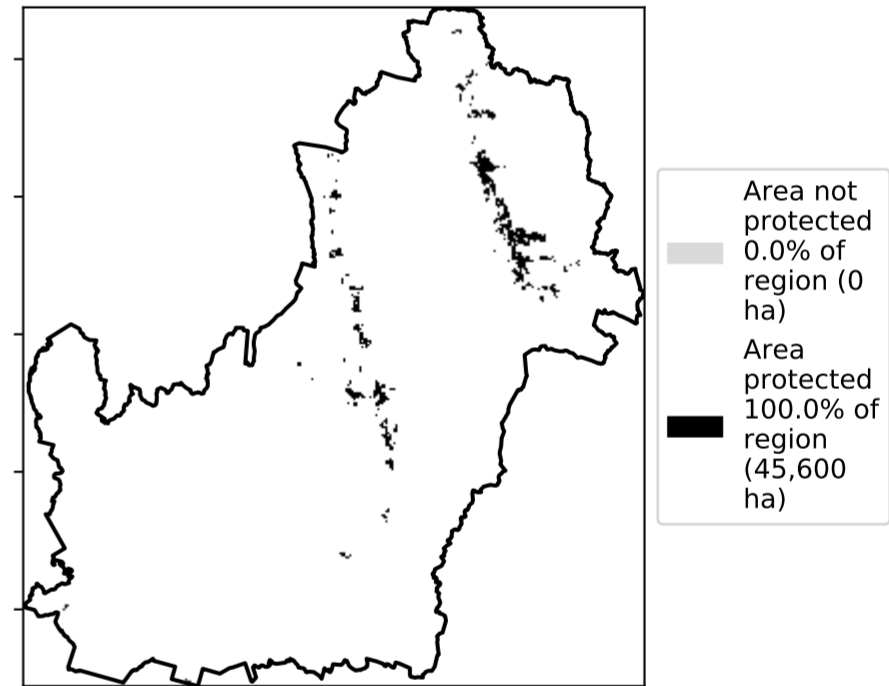 Area not
protected
0.0% of
region (0
ha)
Area
protected
100.0% of
region
(45,600
ha)